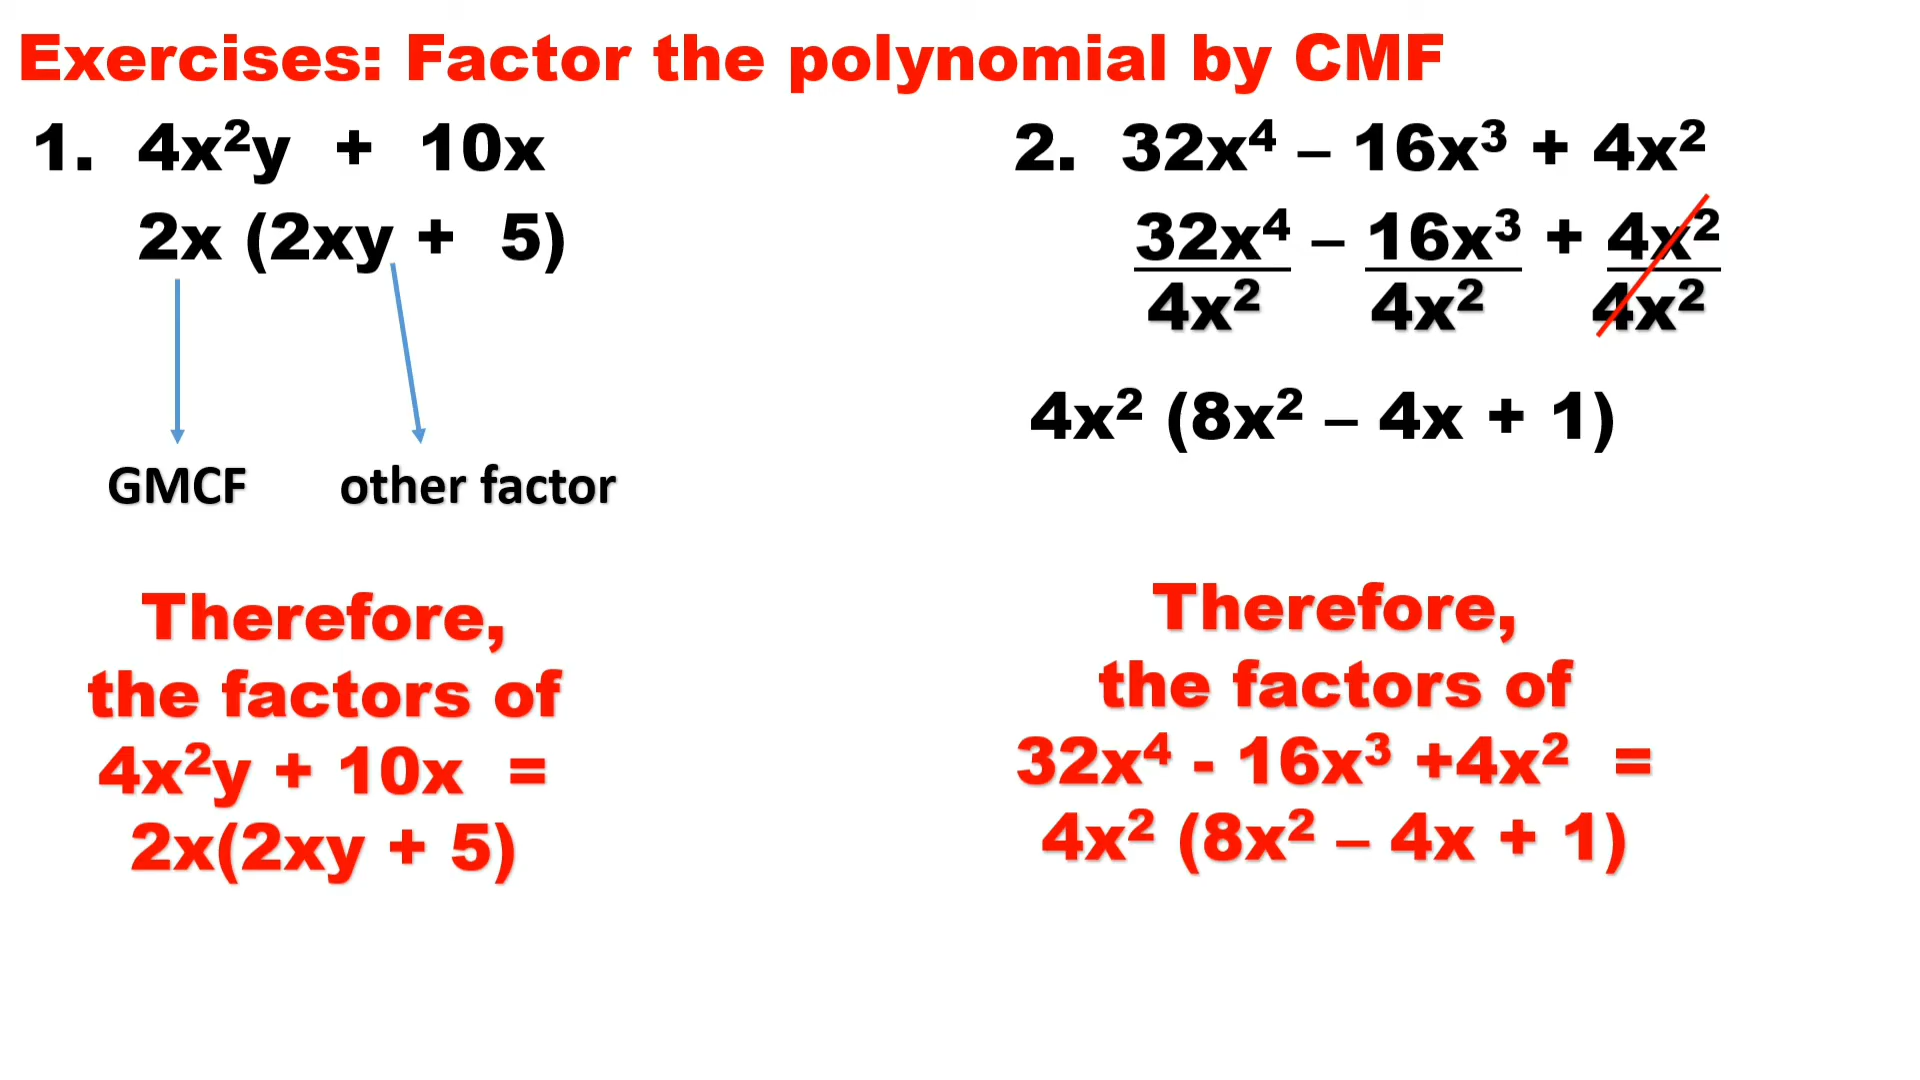 Exercises: Factor the polynomial by CMF
1. 4x²y + 10x
2x (2xy + 5)
GMCF other factor
Therefore,
the factors of
4x²y + 10x =
2x(2xy + 5)
2. 32x⁴ – 16x³ + 4x²
32x⁴ – 16x³ + 4x²
4x² 4x² 4x²
4x² (8x² – 4x + 1)
Therefore,
the factors of
32x⁴ - 16x³ +4x² =
4x² (8x² – 4x + 1)